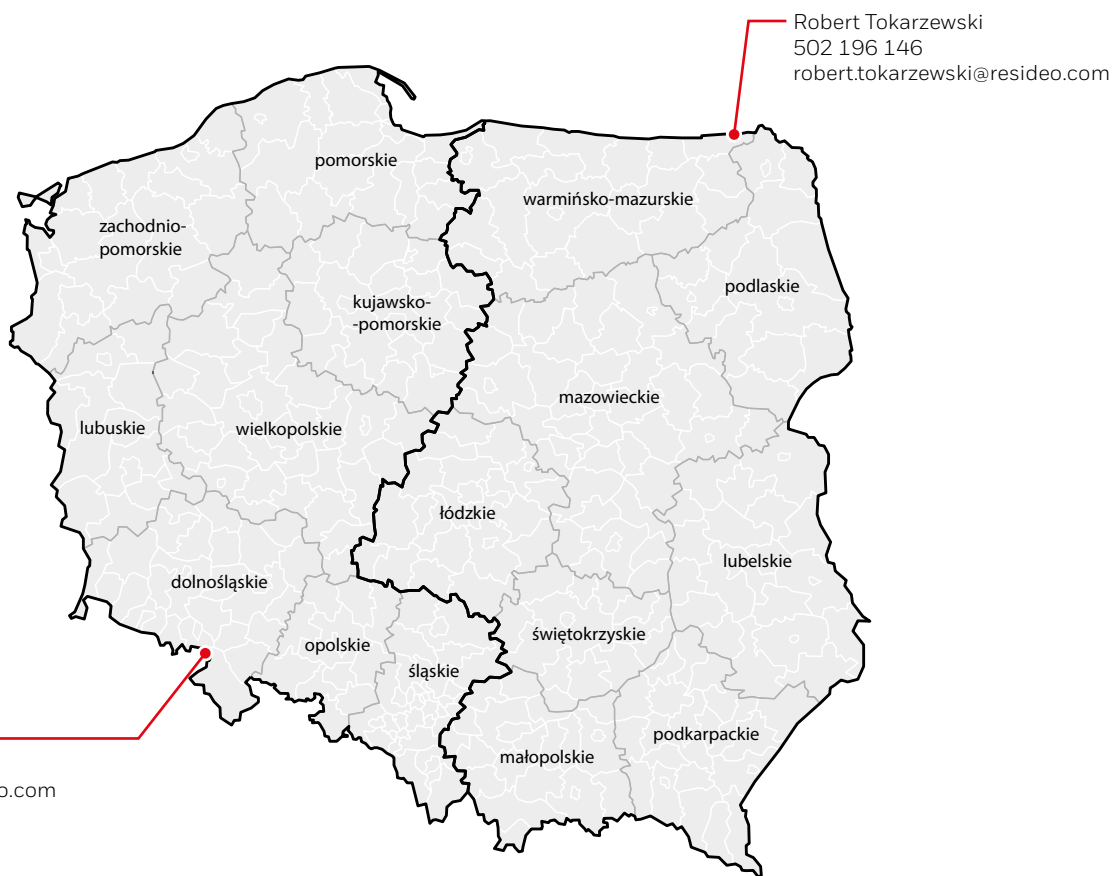 Robert Tokarzewski
502 196 146
robert.tokarzewski@resideo.com
pomorskie
warmińsko-mazurskie
zachodnio-
pomorskie
podlaskie
kujawsko-
-pomorskie
mazowieckie
lubuskie
wielkopolskie
łódzkie
lubelskie
dolnośląskie
świętokrzyskie
opolskie
śląskie
podkarpackie
małopolskie
o.com